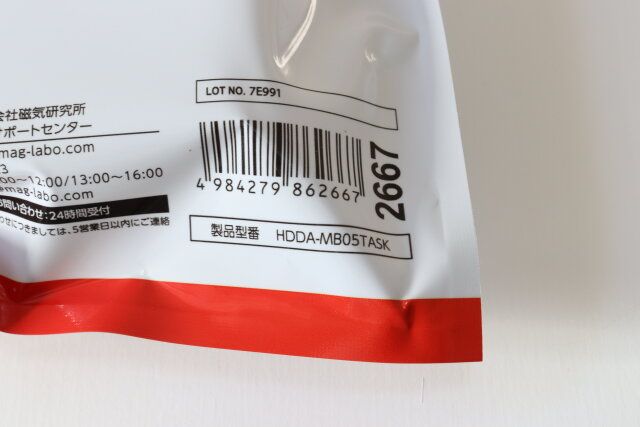 LOT NO. 7E991
会社磁気研究所
サポートセンター
mag-labo.com
3
00~12:00/13:00~16:00
@mag-labo.com
お問い合わせ:24時間受付
わせにつきましては、5営業日以内にご連絡
4 984279 862667
2667
製品型番 HDDA-MB05TASK